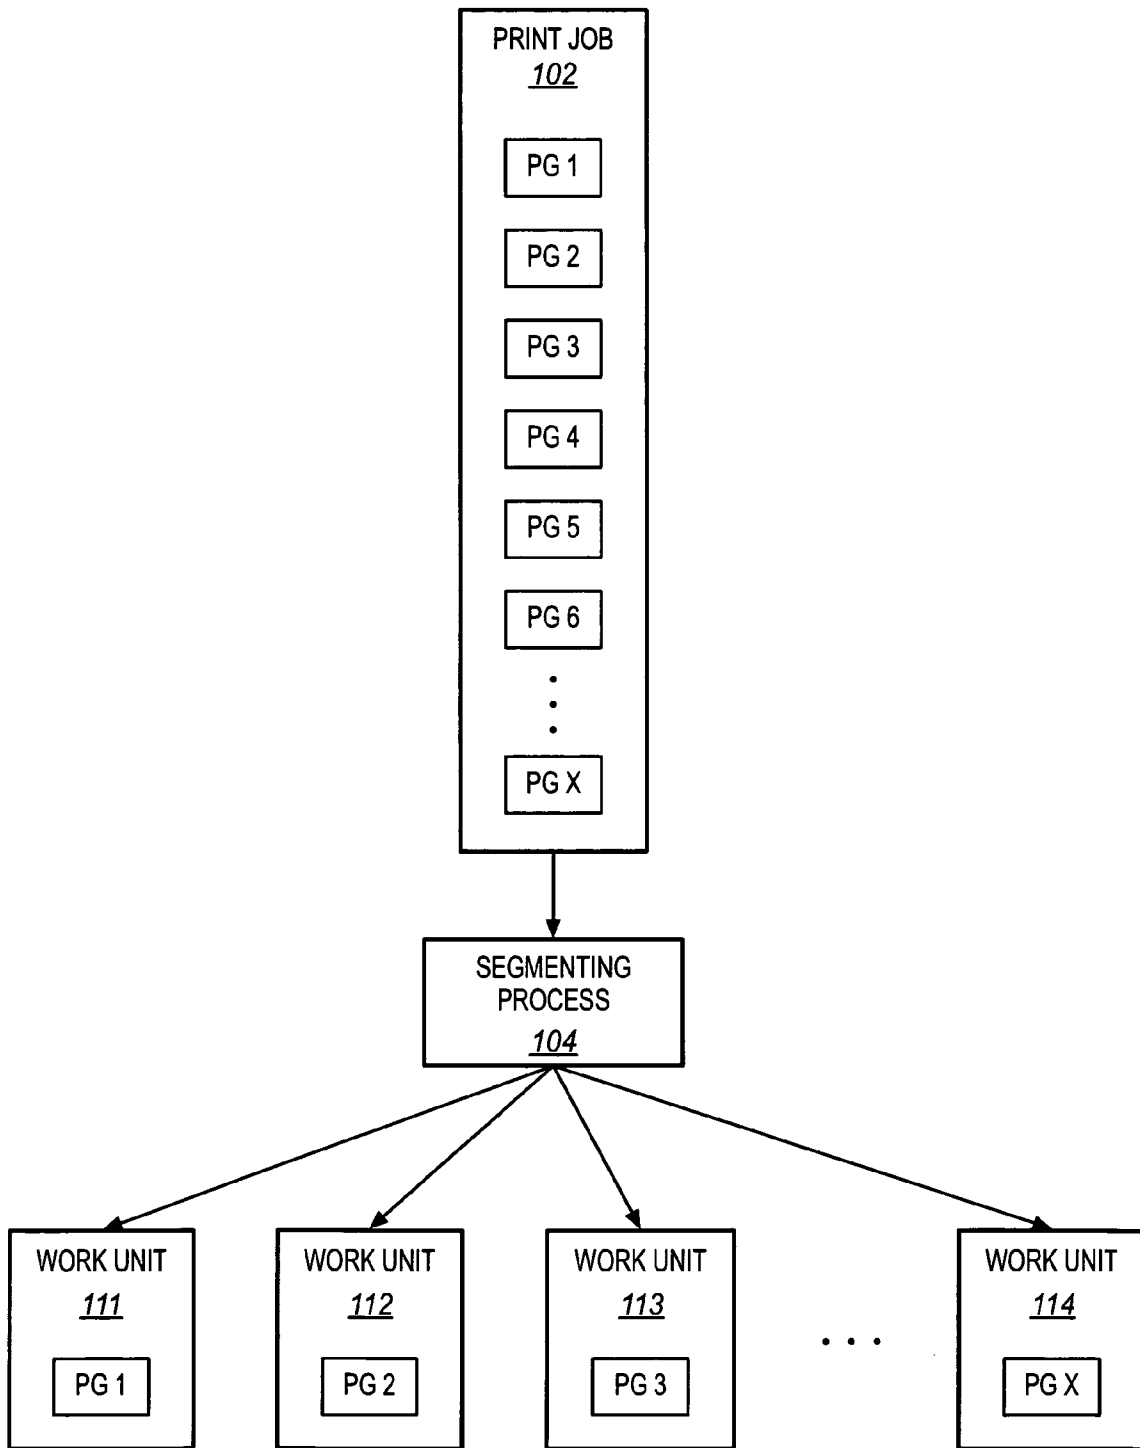 PRINT JOB
102
PG 1
PG 2
PG 3
PG 4
PG 5
PG 6
PG X
SEGMENTING
PROCESS
104
WORK UNIT
111
PG 1
WORK UNIT
112
PG 2
WORK UNIT
113
PG 3
. . .
WORK UNIT
114
PG X